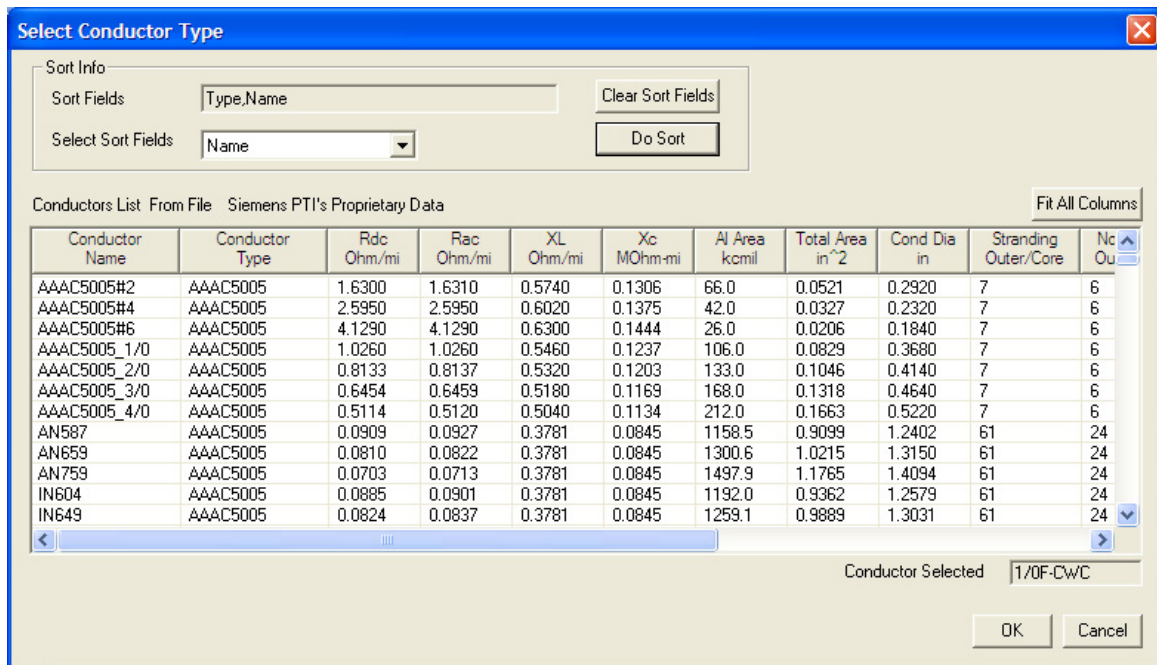 Select Conductor Type
Sort Info
Sort Fields Type,Name Clear Sort Fields
Select Sort Fields Name Do Sort
Conductors List From File Siemens PTI's Proprietary Data Fit All Columns
Conductor Conductor Rdc Rac XL Xc Al Area Total Area Cond Dia Stranding
Name Type Ohm/mi Ohm/mi Ohm/mi MOhm-mi kcmil in^2 in Outer/Core Ou
AAAC5005#2 AAAC5005 1.6300 1.6310 0.5740 0.1306 66.0 0.0521 0.2920 7 6
AAAC5005#4 AAAC5005 2.5950 2.5950 0.6020 0.1375 42.0 0.0327 0.2320 7 6
AAAC5005#6 AAAC5005 4.1290 4.1290 0.6300 0.1444 26.0 0.0206 0.1840 7 6
AAAC5005_1/0 AAAC5005 1.0260 1.0260 0.5460 0.1237 106.0 0.0829 0.3680 7 6
AAAC5005_2/0 AAAC5005 0.8133 0.8137 0.5320 0.1203 133.0 0.1046 0.4140 7 6
AAAC5005_3/0 AAAC5005 0.6454 0.6459 0.5180 0.1169 168.0 0.1318 0.4640 7 6
AAAC5005_4/0 AAAC5005 0.5114 0.5120 0.5040 0.1134 212.0 0.1663 0.5220 7 6
AN587 AAAC5005 0.0909 0.0927 0.3781 0.0845 1158.5 0.9099 1.2402 61 24
AN659 AAAC5005 0.0810 0.0822 0.3781 0.0845 1300.6 1.0215 1.3150 61 24
AN759 AAAC5005 0.0703 0.0713 0.3781 0.0845 1497.9 1.1765 1.4094 61 24
IN604 AAAC5005 0.0885 0.0901 0.3781 0.0845 1192.0 0.9362 1.2579 61 24
IN649 AAAC5005 0.0824 0.0837 0.3781 0.0845 1259.1 0.9889 1.3031 61 24
Conductor Selected 1/0F-CWC
OK Cancel